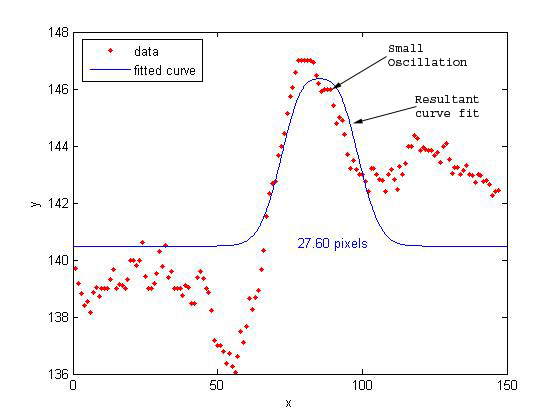 148
146
144
142
140
138
136
0
50
100
150
x
y
data
fitted curve
Small
Oscillation
Resultant
curve fit
27.60 pixels